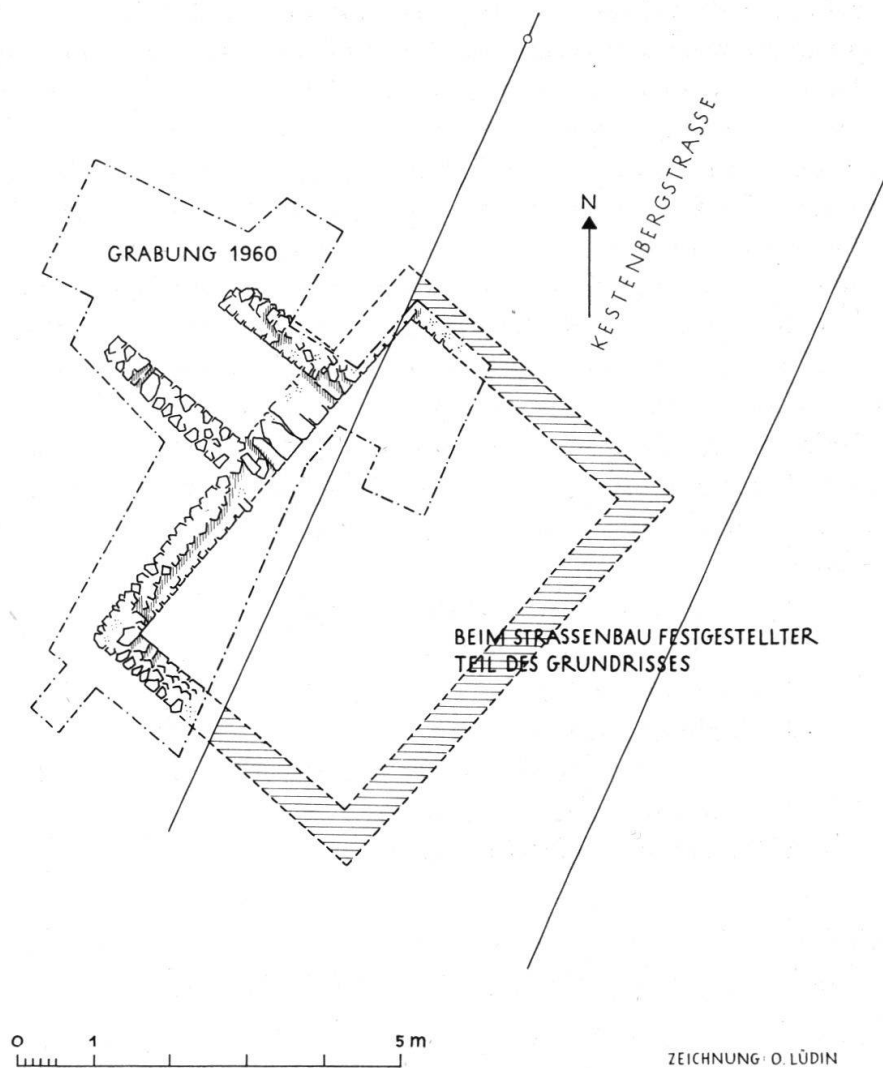 N
KESTENBERGSTRASSE
GRABUNG 1960
BEIM STRASSENBAU FESTGESTELLTER
TEIL DES GRUNDRISSES
0 1 5 m
ZEICHNUNG: O. LÜDIN